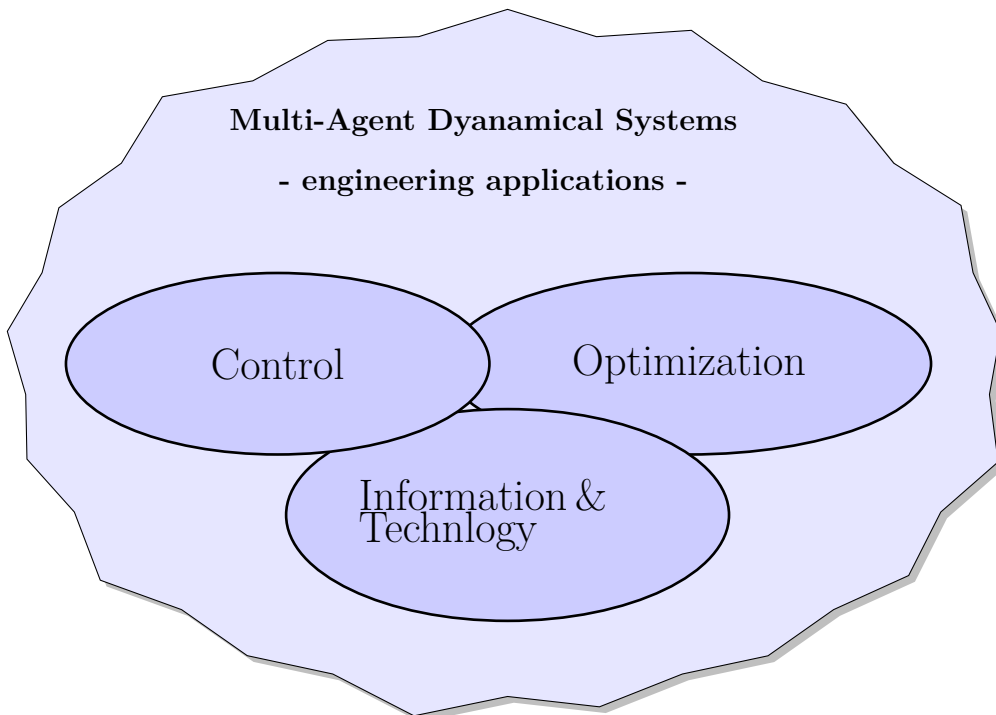 Multi-Agent Dyanamical Systems
- engineering applications -
Control
Optimization
Information &
Technlogy